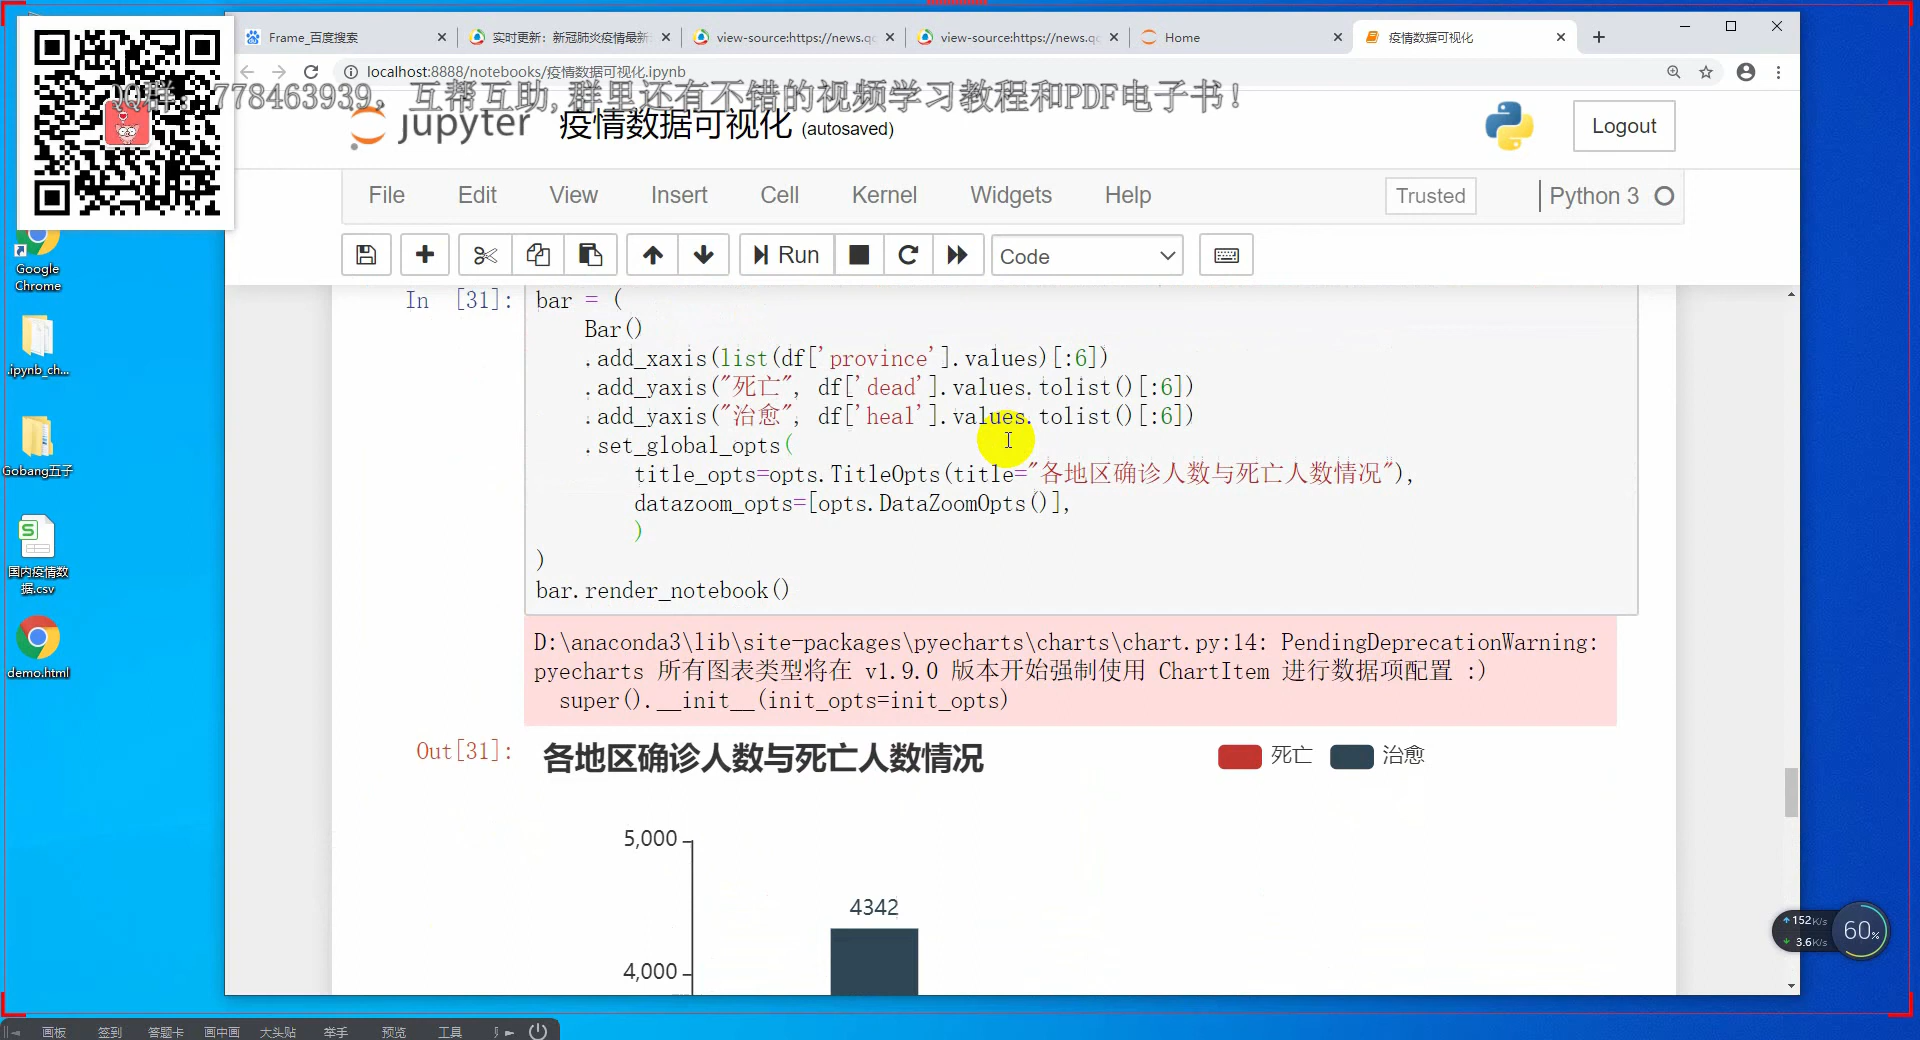 Frame_百度搜索
实时更新：新冠肺炎疫情最新
view-source:https://news.qc
view-source:https://news.qc
Home
疫情数据可视化
localhost:8888/notebooks/疫情数据可视化.ipynb
QQ群：778463939，互帮互助,群里还有不错的视频学习教程和PDF电子书！
jupyter 疫情数据可视化 (autosaved)
Logout
File Edit View Insert Cell Kernel Widgets Help
Trusted
Python 3
Run
Code
In [31]: bar = (
Bar()
.add_xaxis(list(df['province'].values)[:6])
.add_yaxis("死亡", df['dead'].values.tolist()[:6])
.add_yaxis("治愈", df['heal'].values.tolist()[:6])
.set_global_opts(
title_opts=opts.TitleOpts(title="各地区确诊人数与死亡人数情况"),
datazoom_opts=[opts.DataZoomOpts()],
)
)
bar.render_notebook()
D:\anaconda3\lib\site-packages\pyecharts\charts\chart.py:14: PendingDeprecationWarning:
pyecharts 所有图表类型将在 v1.9.0 版本开始强制使用 ChartItem 进行数据项配置 :)
super().__init__(init_opts=init_opts)
Out[31]: 各地区确诊人数与死亡人数情况
死亡 治愈
5,000
4342
4,000
Google
Chrome
.ipynb_ch...
Gobang五子
国内疫情数
据.csv
demo.html
152K/s
3.6K/s
60%
画板 签到 答题卡 画中画 大头贴 举手 预览 工具